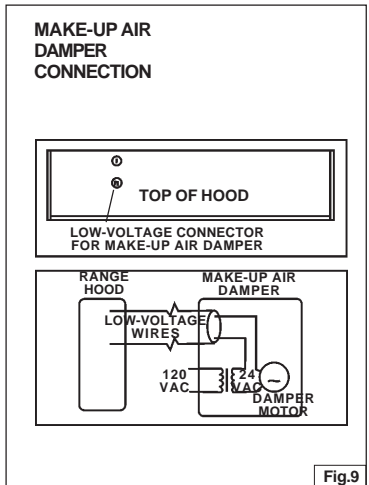 MAKE-UP AIR
DAMPER
CONNECTION
TOP OF HOOD
LOW-VOLTAGE CONNECTOR
FOR MAKE-UP AIR DAMPER
RANGE
HOOD
MAKE-UP AIR
DAMPER
LOW-VOLTAGE
WIRES
120
VAC
24
VAC
DAMPER
MOTOR
Fig.9